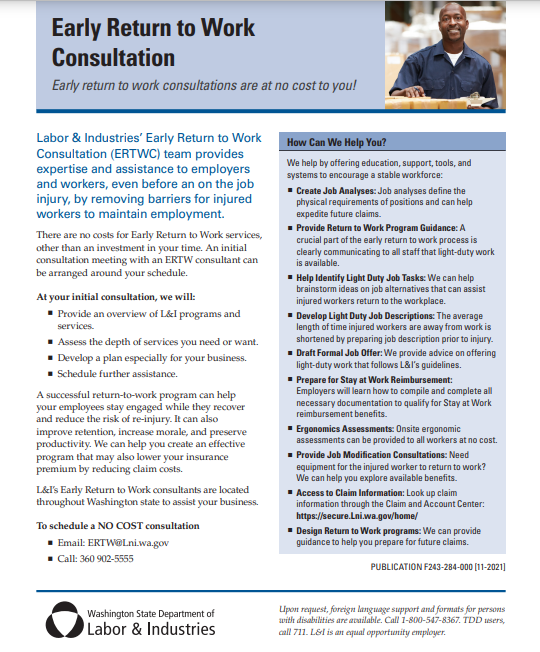 Early Return to Work
Consultation
Early return to work consultations are at no cost to you!
Labor & Industries' Early Return to Work
Consultation (ERTWC) team provides
expertise and assistance to employers
and workers, even before an on the job
injury, by removing barriers for injured
workers to maintain employment.
There are no costs for Early Return to Work services,
other than an investment in your time. An initial
consultation meeting with an ERTW consultant can
be arranged around your schedule.
At your initial consultation, we will:
■ Provide an overview of L&I programs and
services.
■ Assess the depth of services you need or want.
■ Develop a plan especially for your business.
■ Schedule further assistance.
A successful return-to-work program can help
your employees stay engaged while they recover
and reduce the risk of re-injury. It can also
improve retention, increase morale, and preserve
productivity. We can help you create an effective
program that may also lower your insurance
premium by reducing claim costs.
L&I's Early Return to Work consultants are located
throughout Washington state to assist your business.
To schedule a NO COST consultation
■ Email: ERTW@Lni.wa.gov
■ Call: 360 902-5555
How Can We Help You?
We help by offering education, support, tools, and
systems to encourage a stable workforce:
■ Create Job Analyses: Job analyses define the
physical requirements of positions and can help
expedite future claims.
■ Provide Return to Work Program Guidance: A
crucial part of the early return to work process is
clearly communicating to all staff that light-duty work
is available.
■ Help Identify Light Duty Job Tasks: We can help
brainstorm ideas on job alternatives that can assist
injured workers return to the workplace.
■ Develop Light Duty Job Descriptions: The average
length of time injured workers are away from work is
shortened by preparing job description prior to injury.
■ Draft Formal Job Offer: We provide advice on offering
light-duty work that follows L&I's guidelines.
■ Prepare for Stay at Work Reimbursement:
Employers will learn how to compile and complete all
necessary documentation to qualify for Stay at Work
reimbursement benefits.
■ Ergonomics Assessments: Onsite ergonomic
assessments can be provided to all workers at no cost.
■ Provide Job Modification Consultations: Need
equipment for the injured worker to return to work?
We can help you explore available benefits.
■ Access to Claim Information: Look up claim
information through the Claim and Account Center:
https://secure.Lni.wa.gov/home/
■ Design Return to Work programs: We can provide
guidance to help you prepare for future claims.
PUBLICATION F243-284-000 [11-2021]
Washington State Department of
Labor & Industries
Upon request, foreign language support and formats for persons
with disabilities are available. Call 1-800-547-8367. TDD users,
call 711. L&I is an equal opportunity employer.